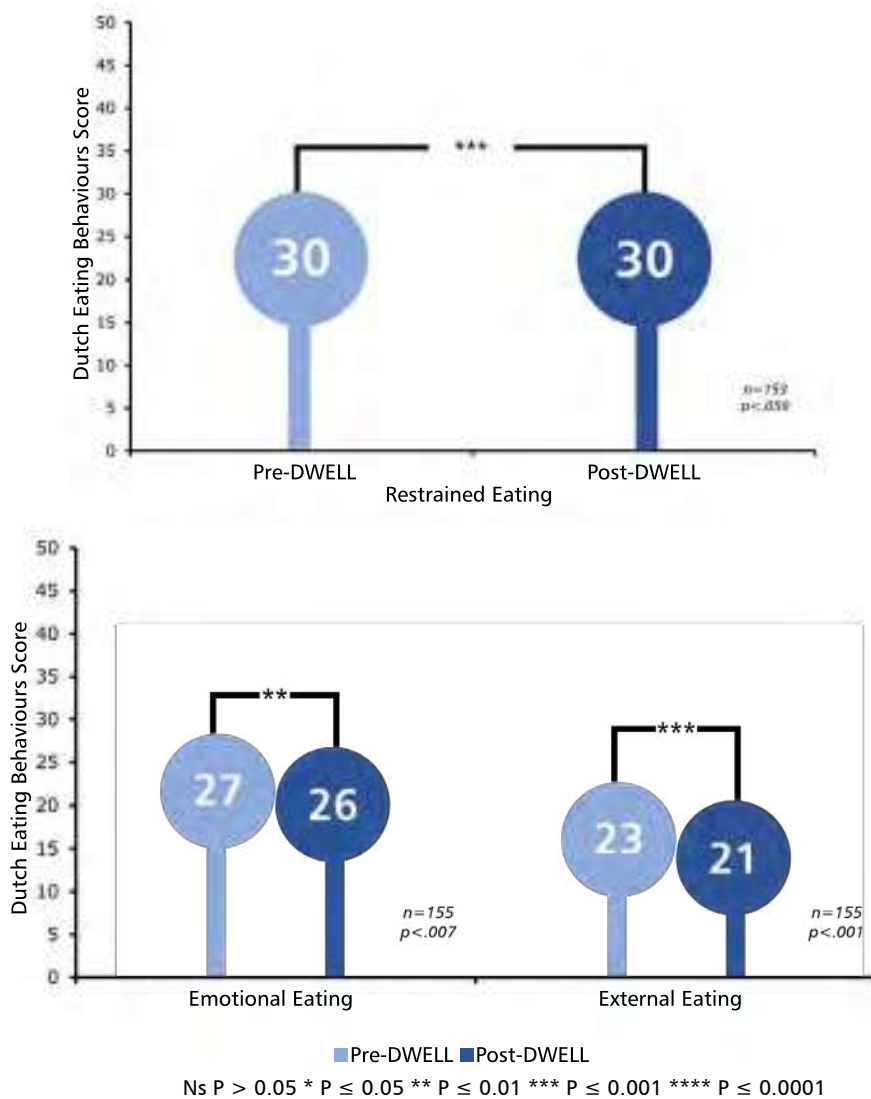 50
45
40
35
30
25
20
15
10
5
0
Dutch Eating Behaviours Score
***
30 30
n=153
p<.059
Pre-DWELL Post-DWELL
Restrained Eating
50
45
40
35
30
25
20
15
10
5
0
Dutch Eating Behaviours Score
**
***
27 26 23 21
n=155
p<.007
n=155
p<.001
Emotional Eating External Eating
Pre-DWELL Post-DWELL
Ns P > 0.05 * P ≤ 0.05 ** P ≤ 0.01 *** P ≤ 0.001 **** P ≤ 0.0001